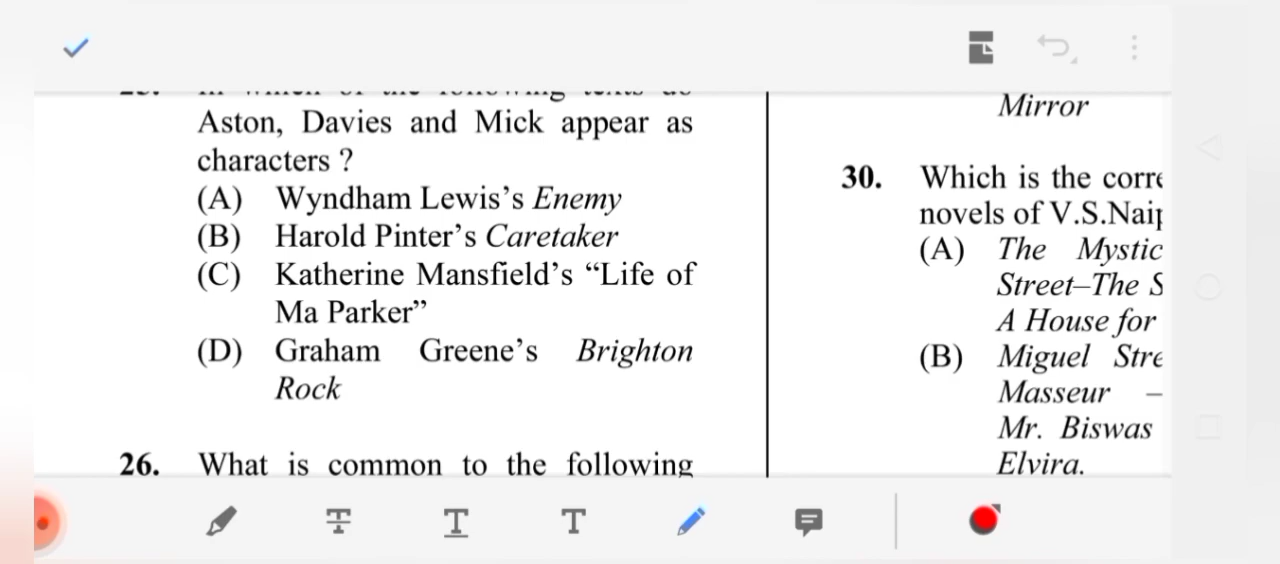 Aston, Davies and Mick appear as
characters ?
(A) Wyndham Lewis's Enemy
(B) Harold Pinter's Caretaker
(C) Katherine Mansfield's “Life of
Ma Parker”
(D) Graham Greene's Brighton
Rock
26. What is common to the following
Mirror
30. Which is the corre
novels of V.S.Naip
(A) The Mystic
Street–The S
A House for
(B) Miguel Stre
Masseur –
Mr. Biswas
Elvira.